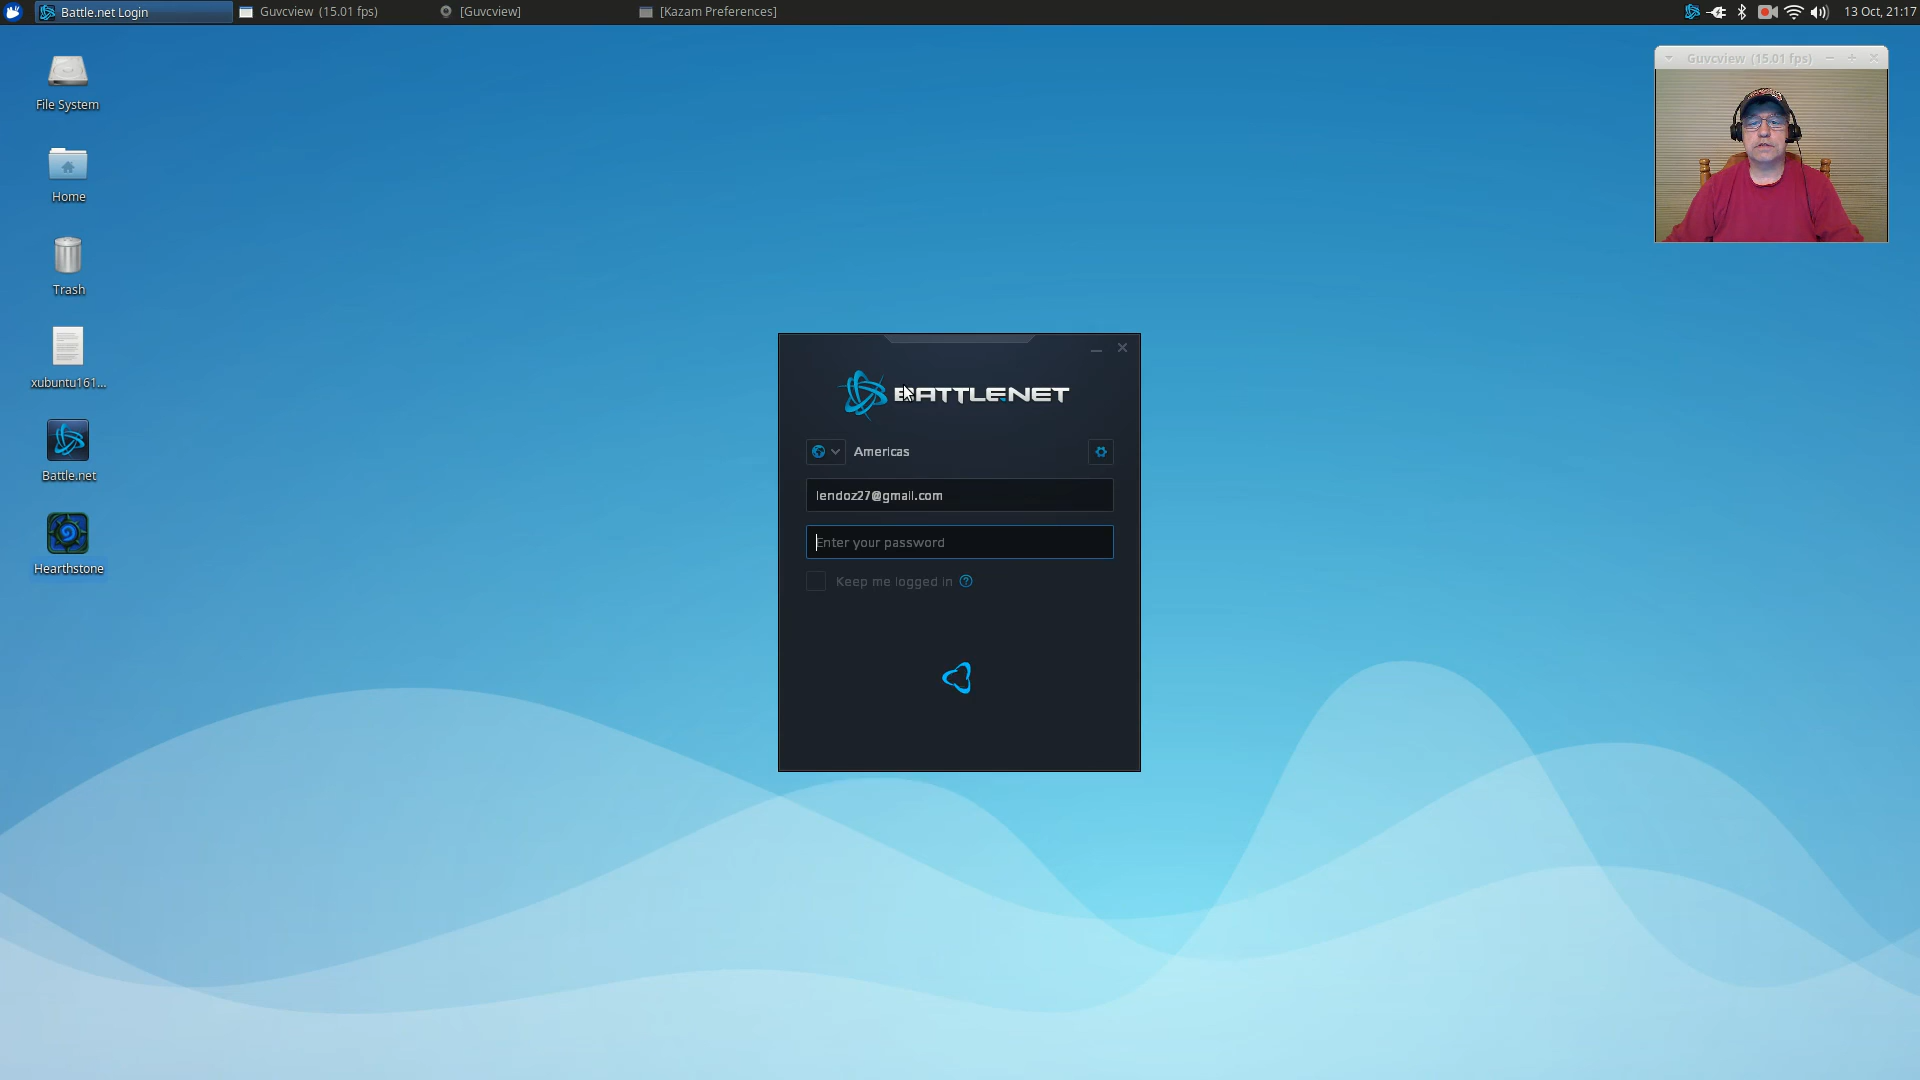 Battle.net Login
Guvcview (15.01 fps)
[Guvcview]
[Kazam Preferences]
13 Oct, 21:17
Guvcview (15.01 fps)
File System
Home
Trash
xubuntu161...
Battle.net
Hearthstone
BATTLE.NET
Americas
lendoz27@gmail.com
Enter your password
Keep me logged in